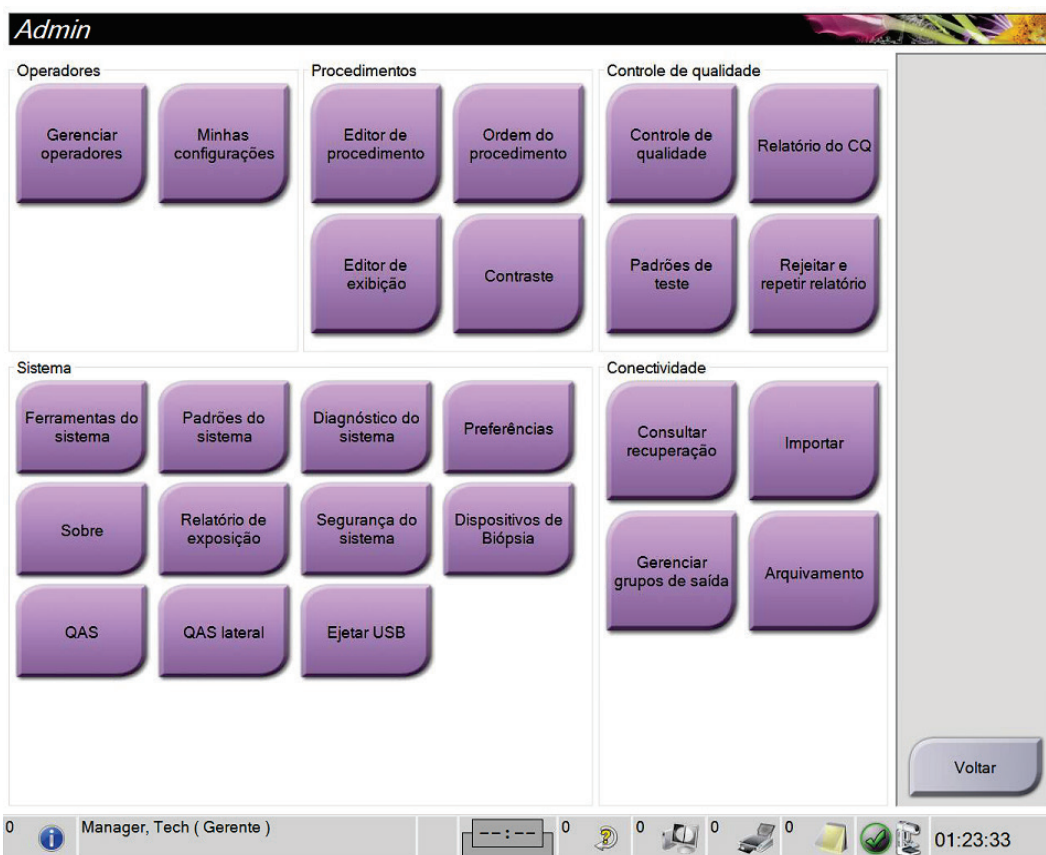 Admin
Operadores
Gerenciar
operadores
Minhas
configurações
Procedimentos
Editor de
procedimento
Ordem do
procedimento
Editor de
exibição
Contraste
Controle de qualidade
Controle de
qualidade
Relatório do CQ
Padrões de
teste
Rejeitar e
repetir relatório
Sistema
Ferramentas do
sistema
Padrões do
sistema
Diagnóstico do
sistema
Preferências
Sobre
Relatório de
exposição
Segurança do
sistema
Dispositivos de
Biópsia
QAS
QAS lateral
Ejetar USB
Conectividade
Consultar
recuperação
Importar
Gerenciar
grupos de saída
Arquivamento
Voltar
0 Manager, Tech ( Gerente ) --:-- 0 0 0 0 01:23:33